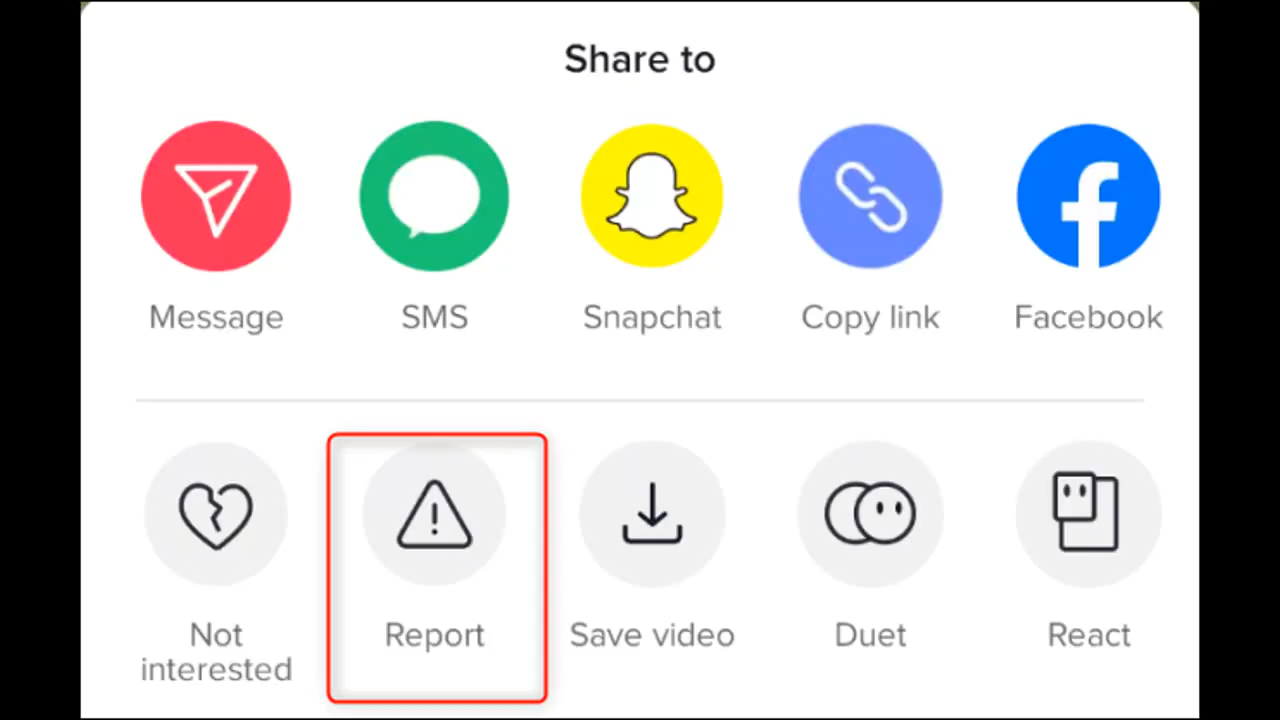 Share to
Message
SMS
Snapchat
Copy link
Facebook
Not
interested
Report
Save video
Duet
React